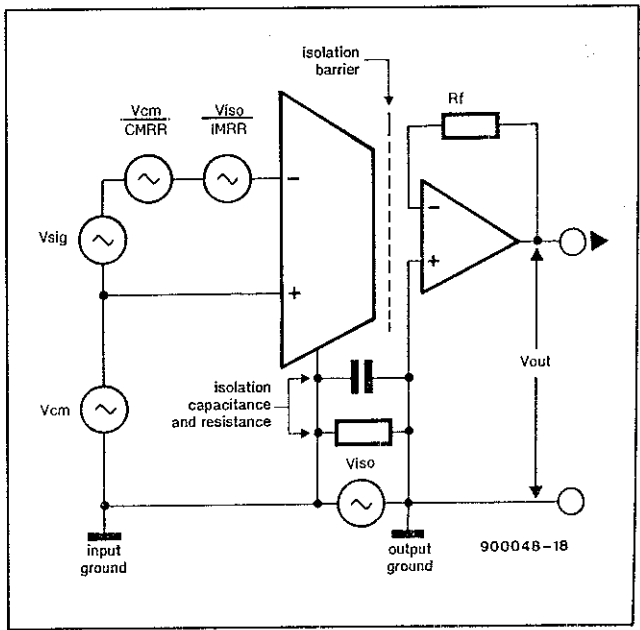 isolation
barrier
Vcm
CMRR
Viso
IMRR
Rf
−
−
Vsig
+
+
Vout
isolation
capacitance
and resistance
Vcm
Viso
input
ground
output
ground
900048-18